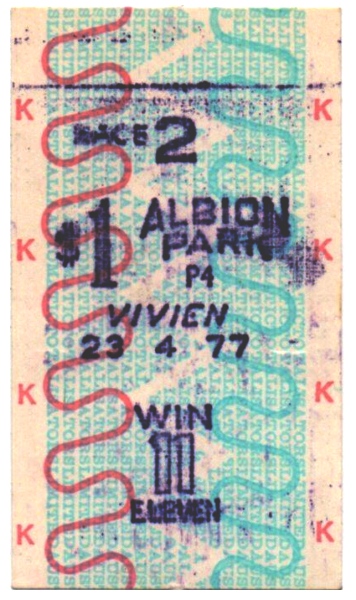 RACE 2
K K
$1 ALBION
PARK
K K
P4
VIVIEN
23 4 77
K K
WIN
11
ELEVEN
K K